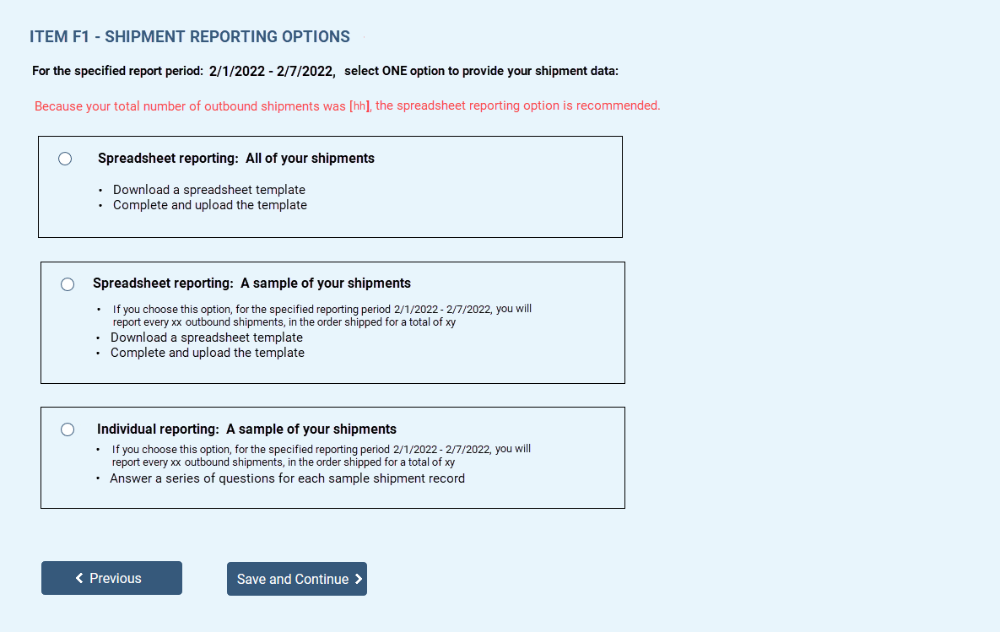 ITEM F1 - SHIPMENT REPORTING OPTIONS
For the specified report period: 2/1/2022 - 2/7/2022, select ONE option to provide your shipment data:
Because your total number of outbound shipments was [hh], the spreadsheet reporting option is recommended.
Spreadsheet reporting: All of your shipments
• Download a spreadsheet template
• Complete and upload the template
Spreadsheet reporting: A sample of your shipments
• If you choose this option, for the specified reporting period 2/1/2022 - 2/7/2022, you will
report every xx outbound shipments, in the order shipped for a total of xy
• Download a spreadsheet template
• Complete and upload the template
Individual reporting: A sample of your shipments
• If you choose this option, for the specified reporting period 2/1/2022 - 2/7/2022, you will
report every xx outbound shipments, in the order shipped for a total of xy
• Answer a series of questions for each sample shipment record
Previous
Save and Continue